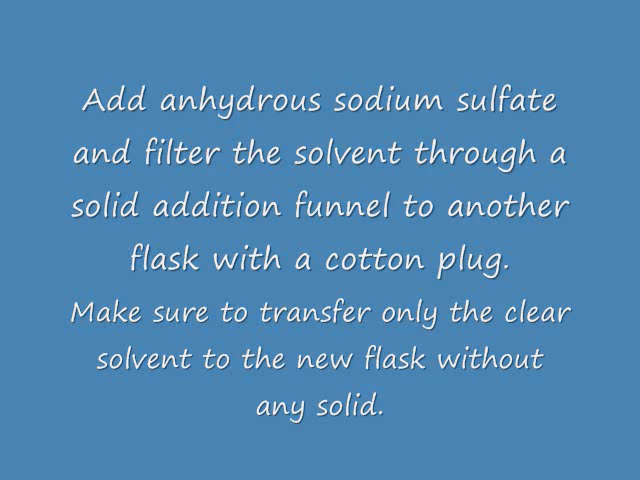 Add anhydrous sodium sulfate
and filter the solvent through a
solid addition funnel to another
flask with a cotton plug.
Make sure to transfer only the clear
solvent to the new flask without
any solid.